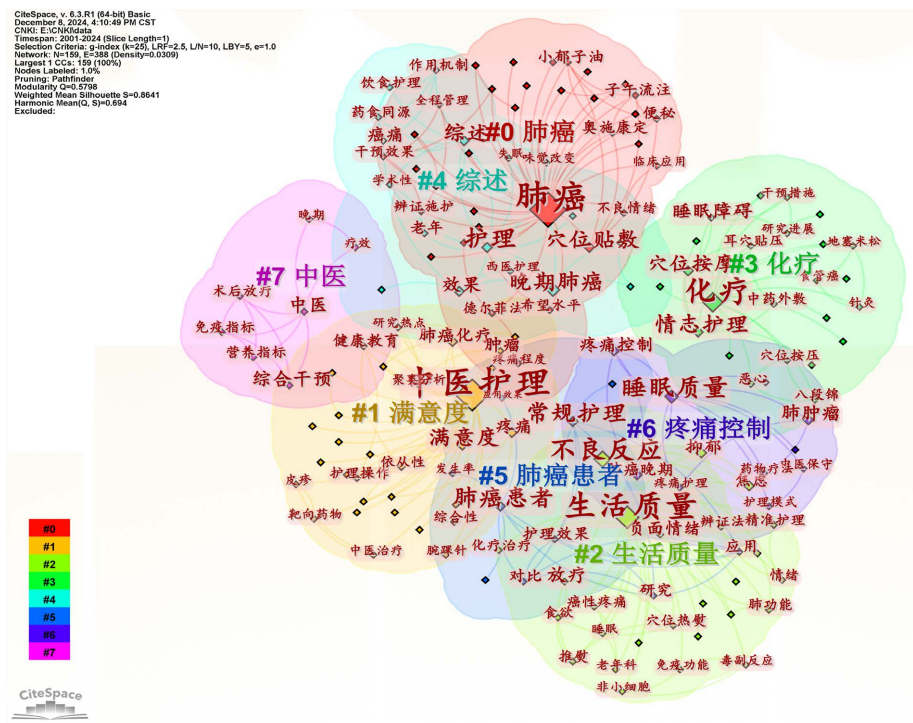 CiteSpace, v. 6.3.R1 (64-bit) Basic
December 8, 2024, 4:10:49 PM CST
CNKI: E:\CNKI\data
Timespan: 2001-2024 (Slice Length=1)
Selection Criteria: g-index (k=25), LRF=2.5, L/N=10, LBY=5, e=1.0
Network: N=159, E=388 (Density=0.0309)
Largest 1 CCs: 159 (100%)
Nodes Labeled: 1.0%
Pruning: Pathfinder
Modularity Q=0.5798
Weighted Mean Silhouette S=0.8641
Harmonic Mean(Q, S)=0.694
Excluded:
小郁子油
作用机制
饮食护理
子午流注
全程管理
药食同源
便秘
癌痛
综述
#0 肺癌
奥施康定
干预效果
失眠
味觉改变
临床应用
学术性
#4 综述
肺癌
辨证施护
不良情绪
老年
护理
穴位贴敷
西医护理
效果
晚期肺癌
德尔菲法
希望水平
晚期
疗效
#7 中医
术后放疗
中医
免疫指标
营养指标
研究热点
健康教育
综合干预
干预措施
睡眠障碍
研究进展
耳穴贴压
地塞米松
穴位按摩
#3 化疗
食管癌
化疗
中药外敷
针灸
情志护理
穴位按压
肺癌化疗
肿瘤
疼痛控制
疼痛程度
聚类分析
中医护理
应用效果
睡眠质量
恶心
八段锦
#1 满意度
常规护理
肺肿瘤
满意度
疼痛
#6 疼痛控制
不良反应
抑郁
依从性
发生率
#5 肺癌患者
癌晚期
药物疗法
中医保守
皮疹
护理操作
疼痛护理
焦虑
肺癌患者
生活质量
护理模式
靶向药物
综合性
负面情绪
辨证法精准护理
护理效果
中医治疗
腕踝针
化疗治疗
#2 生活质量
应用
对比
放疗
情绪
研究
癌性疼痛
食欲
肺功能
穴位热熨
睡眠
推熨
老年科
免疫功能
毒副反应
非小细胞
#0
#1
#2
#3
#4
#5
#6
#7
CiteSpace